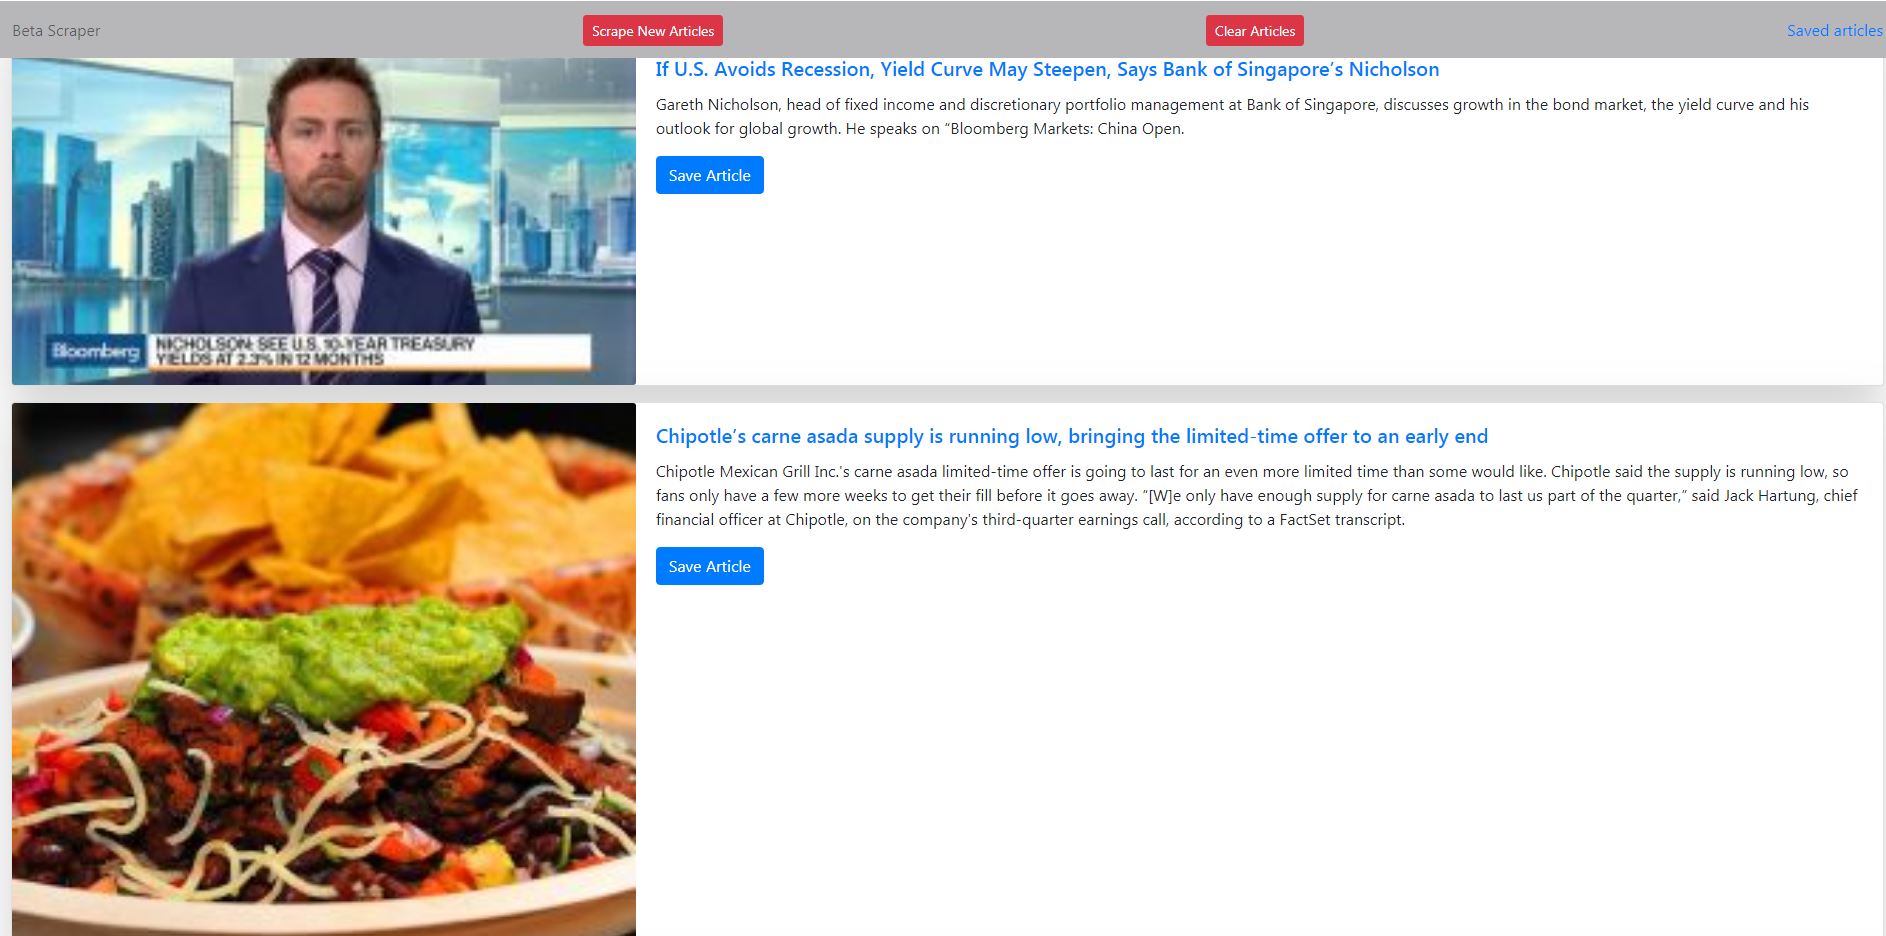 Beta Scraper
Scrape New Articles
Clear Articles
Saved articles
If U.S. Avoids Recession, Yield Curve May Steepen, Says Bank of Singapore’s Nicholson
Gareth Nicholson, head of fixed income and discretionary portfolio management at Bank of Singapore, discusses growth in the bond market, the yield curve and his
outlook for global growth. He speaks on “Bloomberg Markets: China Open.
Save Article
Bloomberg
NICHOLSON: SEE U.S. 10-YEAR TREASURY
YIELDS AT 2.3% IN 12 MONTHS
Chipotle’s carne asada supply is running low, bringing the limited-time offer to an early end
Chipotle Mexican Grill Inc.'s carne asada limited-time offer is going to last for an even more limited time than some would like. Chipotle said the supply is running low, so
fans only have a few more weeks to get their fill before it goes away. “[W]e only have enough supply for carne asada to last us part of the quarter,” said Jack Hartung, chief
financial officer at Chipotle, on the company's third-quarter earnings call, according to a FactSet transcript.
Save Article